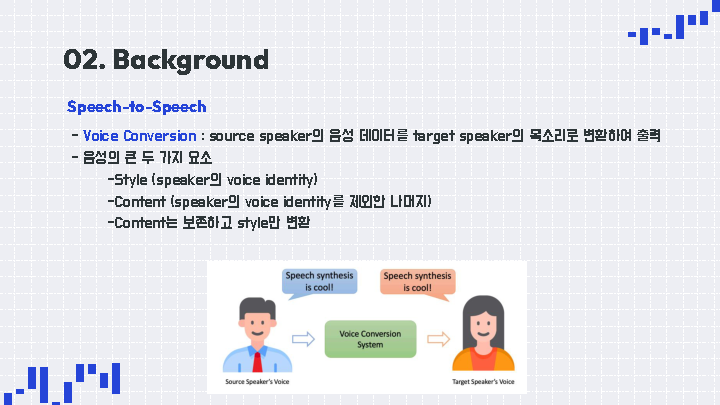 02. Background
Speech-to-Speech
- Voice Conversion : source speaker의 음성 데이터를 target speaker의 목소리로 변환하여 출력
- 음성의 큰 두 가지 요소
-Style (speaker의 voice identity)
-Content (speaker의 voice identity를 제외한 나머지)
-Content는 보존하고 style만 변환
Speech synthesis
is cool!
Speech synthesis
is cool!
Voice Conversion
System
Source Speaker's Voice
Target Speaker's Voice